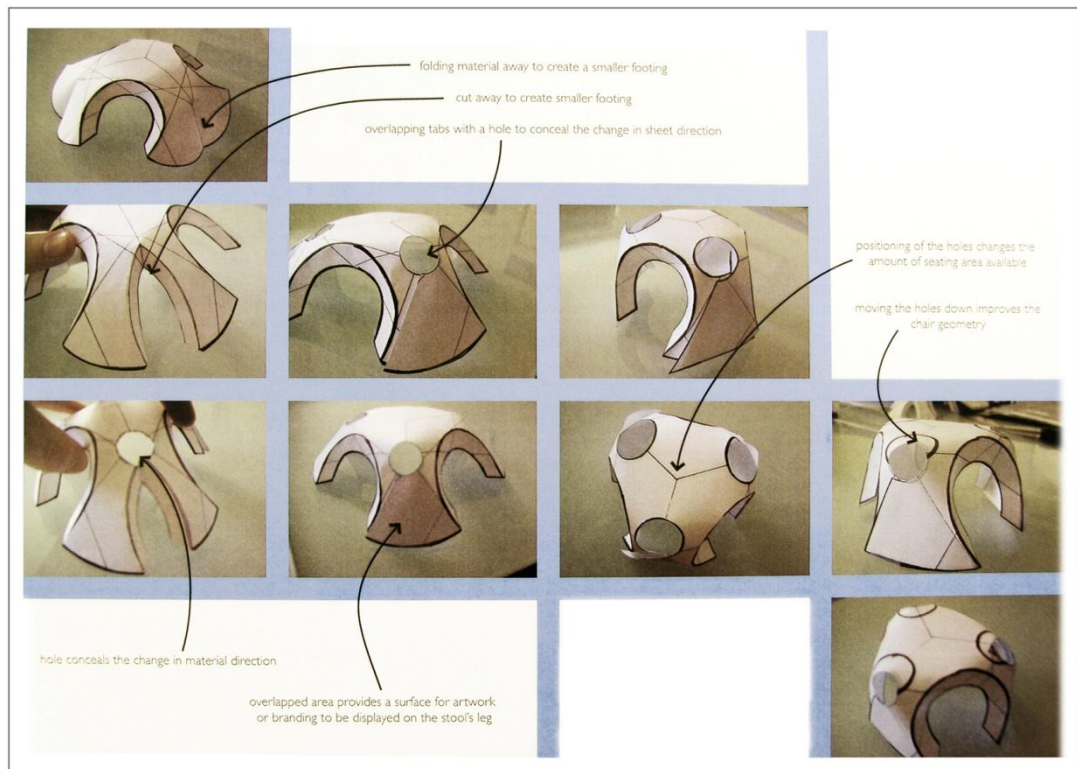 folding material away to create a smaller footing
cut away to create smaller footing
overlapping tabs with a hole to conceal the change in sheet direction
positioning of the holes changes the
amount of seating area available
moving the holes down improves the
chair geometry
hole conceals the change in material direction
overlapped area provides a surface for artwork
or branding to be displayed on the stool's leg